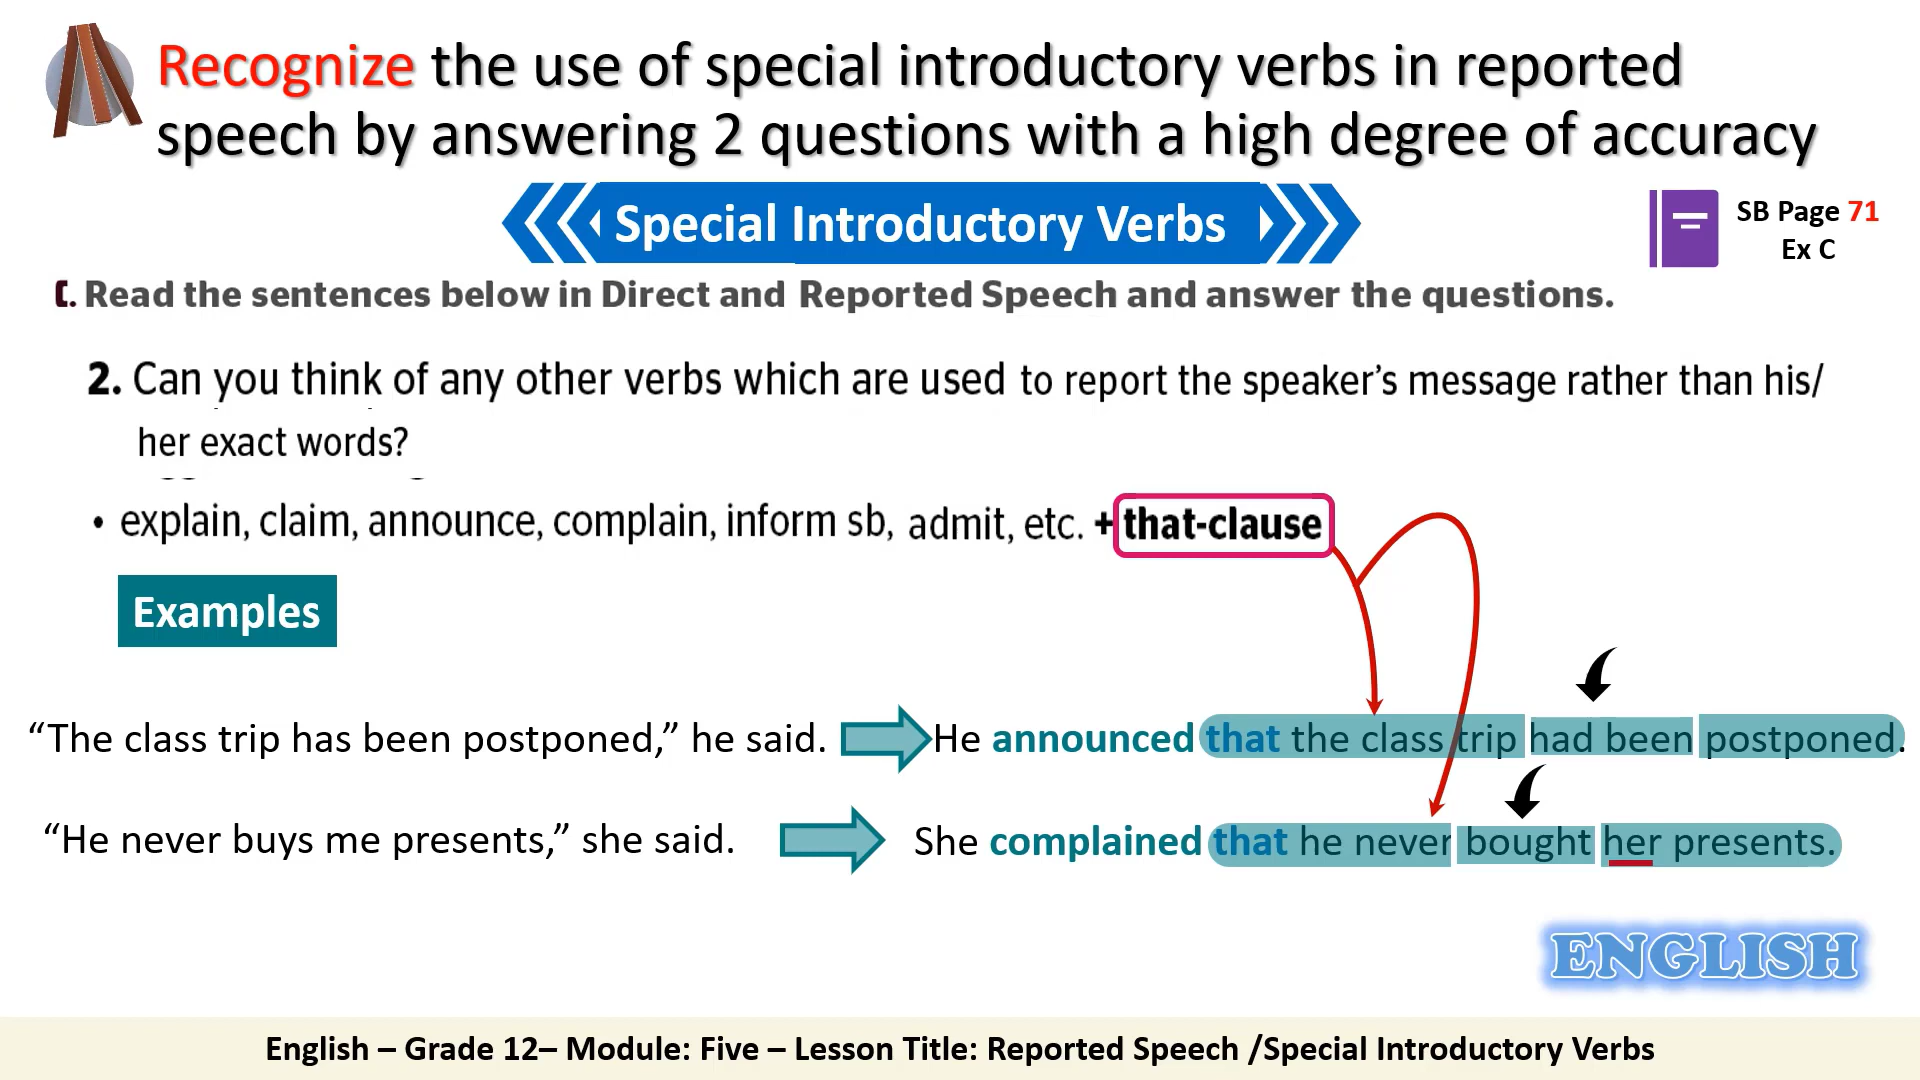 Recognize the use of special introductory verbs in reported
speech by answering 2 questions with a high degree of accuracy
Special Introductory Verbs
SB Page 71
Ex C
C. Read the sentences below in Direct and Reported Speech and answer the questions.
2. Can you think of any other verbs which are used to report the speaker's message rather than his/
her exact words?
• explain, claim, announce, complain, inform sb, admit, etc. + that-clause
Examples
“The class trip has been postponed,” he said. He announced that the class trip had been postponed.
“He never buys me presents,” she said. She complained that he never bought her presents.
ENGLISH
English – Grade 12– Module: Five – Lesson Title: Reported Speech /Special Introductory Verbs